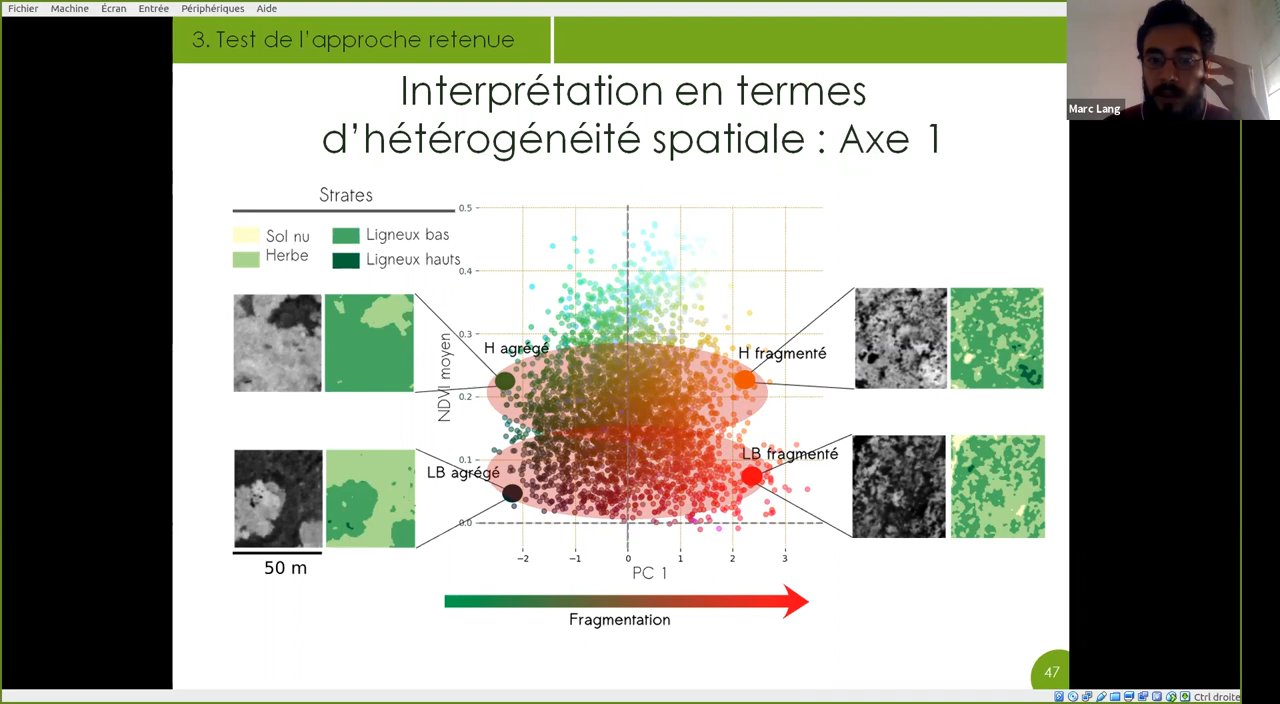 Fichier Machine Écran Entrée Périphériques Aide
3. Test de l'approche retenue
Marc Lang
Interprétation en termes
d'hétérogénéité spatiale : Axe 1
Strates
Sol nu
Ligneux bas
Herbe
Ligneux hauts
0.5
0.4
0.3
0.2
0.1
0.0
NDVI moyen
H agrégé
H fragmenté
LB agrégé
LB fragmenté
50 m
−2 −1 0 1 2 3
PC 1
Fragmentation
47
Ctrl droite